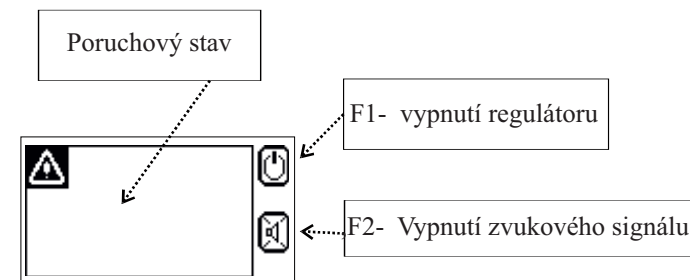 Poruchový stav
F1- vypnutí regulátoru
F2- Vypnutí zvukového signálu